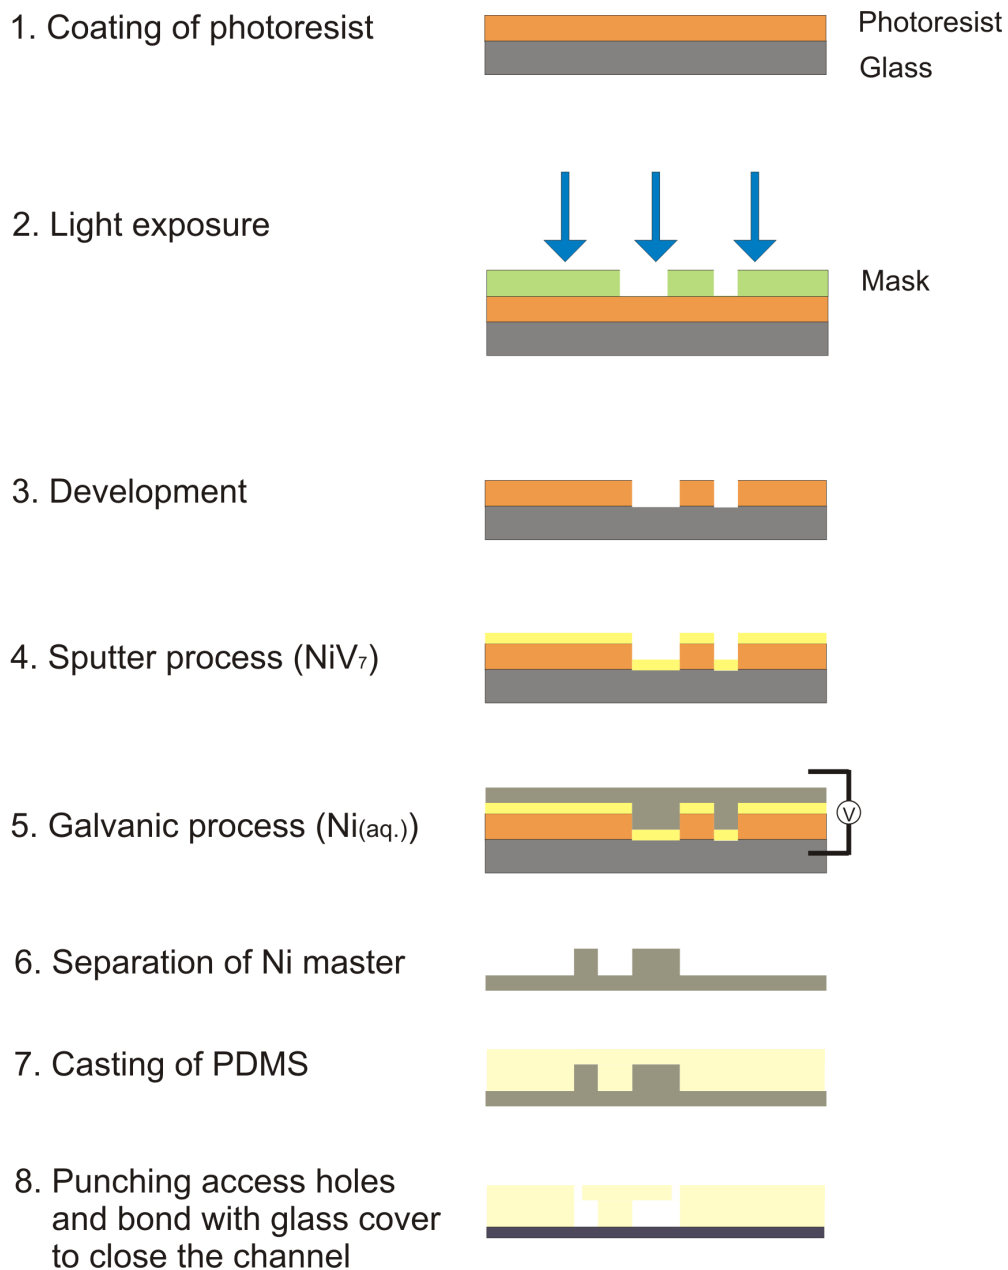 1. Coating of photoresist
Photoresist
Glass
2. Light exposure
Mask
3. Development
4. Sputter process (NiV₇)
5. Galvanic process (Ni(aq.))
V
6. Separation of Ni master
7. Casting of PDMS
8. Punching access holes
and bond with glass cover
to close the channel